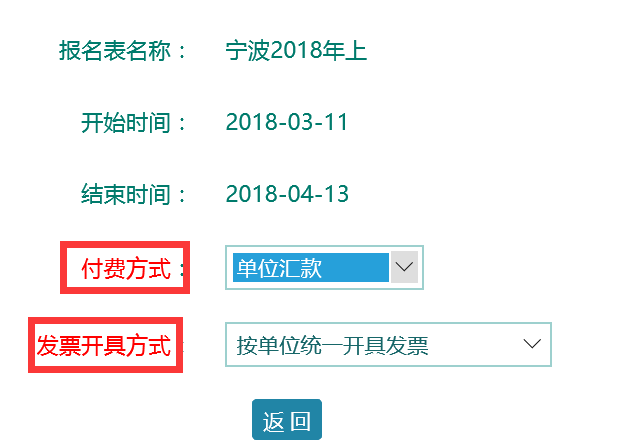 报名表名称： 宁波2018年上
开始时间： 2018-03-11
结束时间： 2018-04-13
付费方式： 单位汇款
发票开具方式： 按单位统一开具发票
返回